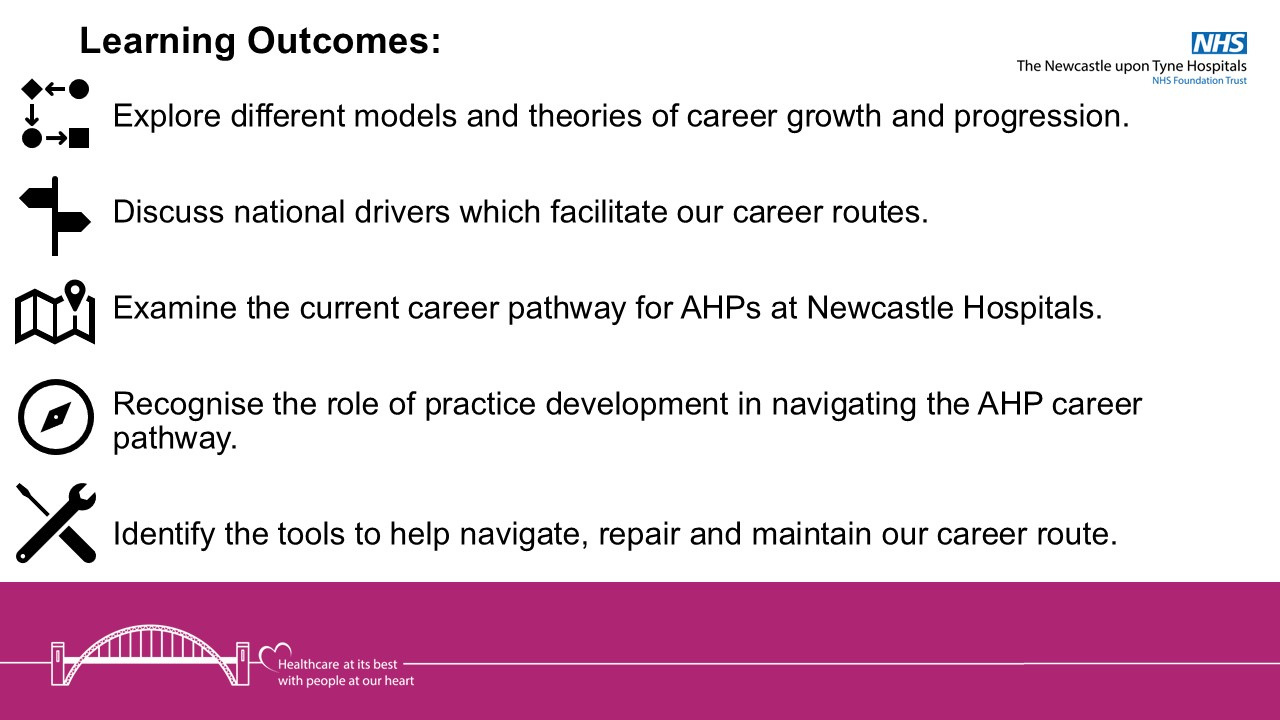 Learning Outcomes:
NHS
The Newcastle upon Tyne Hospitals
NHS Foundation Trust
Explore different models and theories of career growth and progression.
Discuss national drivers which facilitate our career routes.
Examine the current career pathway for AHPs at Newcastle Hospitals.
Recognise the role of practice development in navigating the AHP career
pathway.
Identify the tools to help navigate, repair and maintain our career route.
Healthcare at its best
with people at our heart